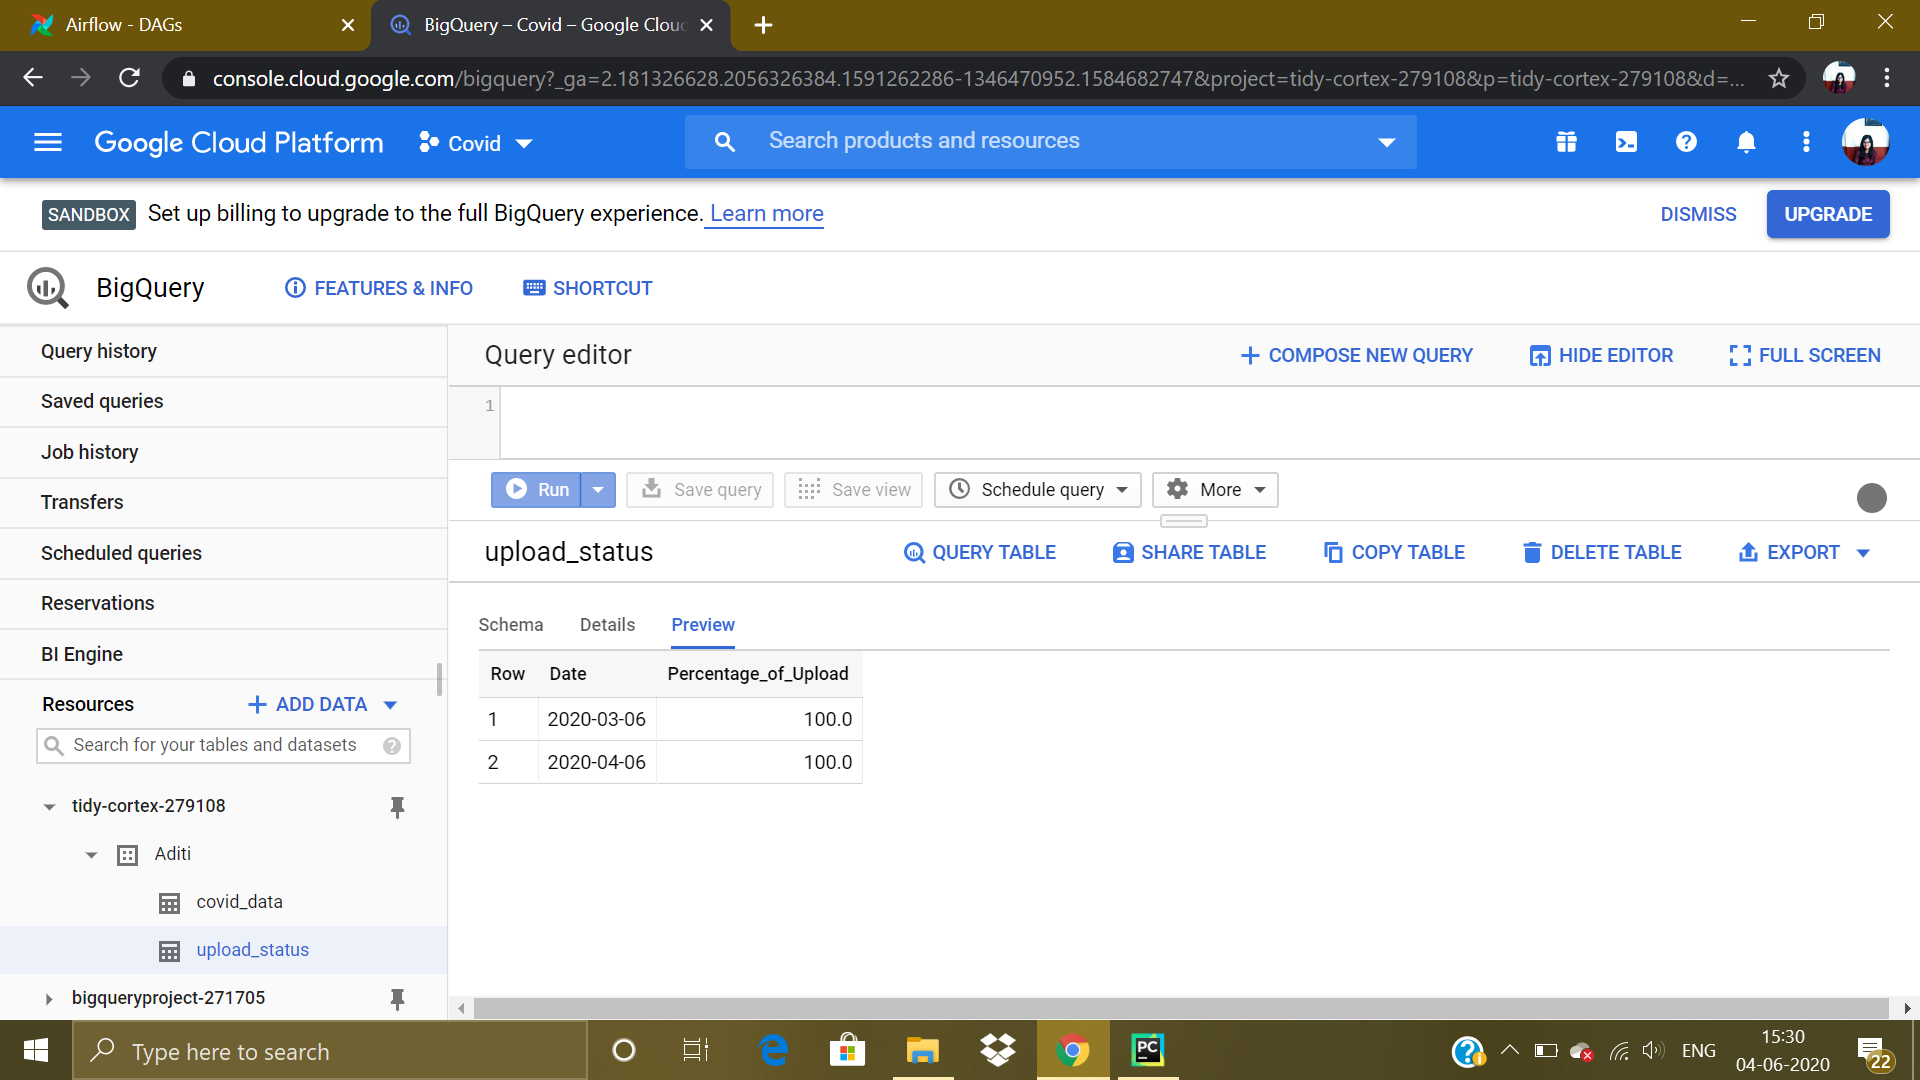 Airflow - DAGs
BigQuery – Covid – Google Clou
console.cloud.google.com/bigquery?_ga=2.181326628.2056326384.1591262286-1346470952.1584682747&project=tidy-cortex-279108&p=tidy-cortex-279108&d=...
Google Cloud Platform
Covid
Search products and resources
SANDBOX Set up billing to upgrade to the full BigQuery experience. Learn more
DISMISS
UPGRADE
BigQuery
FEATURES & INFO
SHORTCUT
Query history
Saved queries
Job history
Transfers
Scheduled queries
Reservations
BI Engine
Resources
ADD DATA
Search for your tables and datasets
tidy-cortex-279108
Aditi
covid_data
upload_status
bigqueryproject-271705
Query editor
COMPOSE NEW QUERY
HIDE EDITOR
FULL SCREEN
1
Run
Save query
Save view
Schedule query
More
upload_status
QUERY TABLE
SHARE TABLE
COPY TABLE
DELETE TABLE
EXPORT
Schema Details Preview
Row Date Percentage_of_Upload
1 2020-03-06 100.0
2 2020-04-06 100.0
Type here to search
PC
ENG
15:30
04-06-2020
22